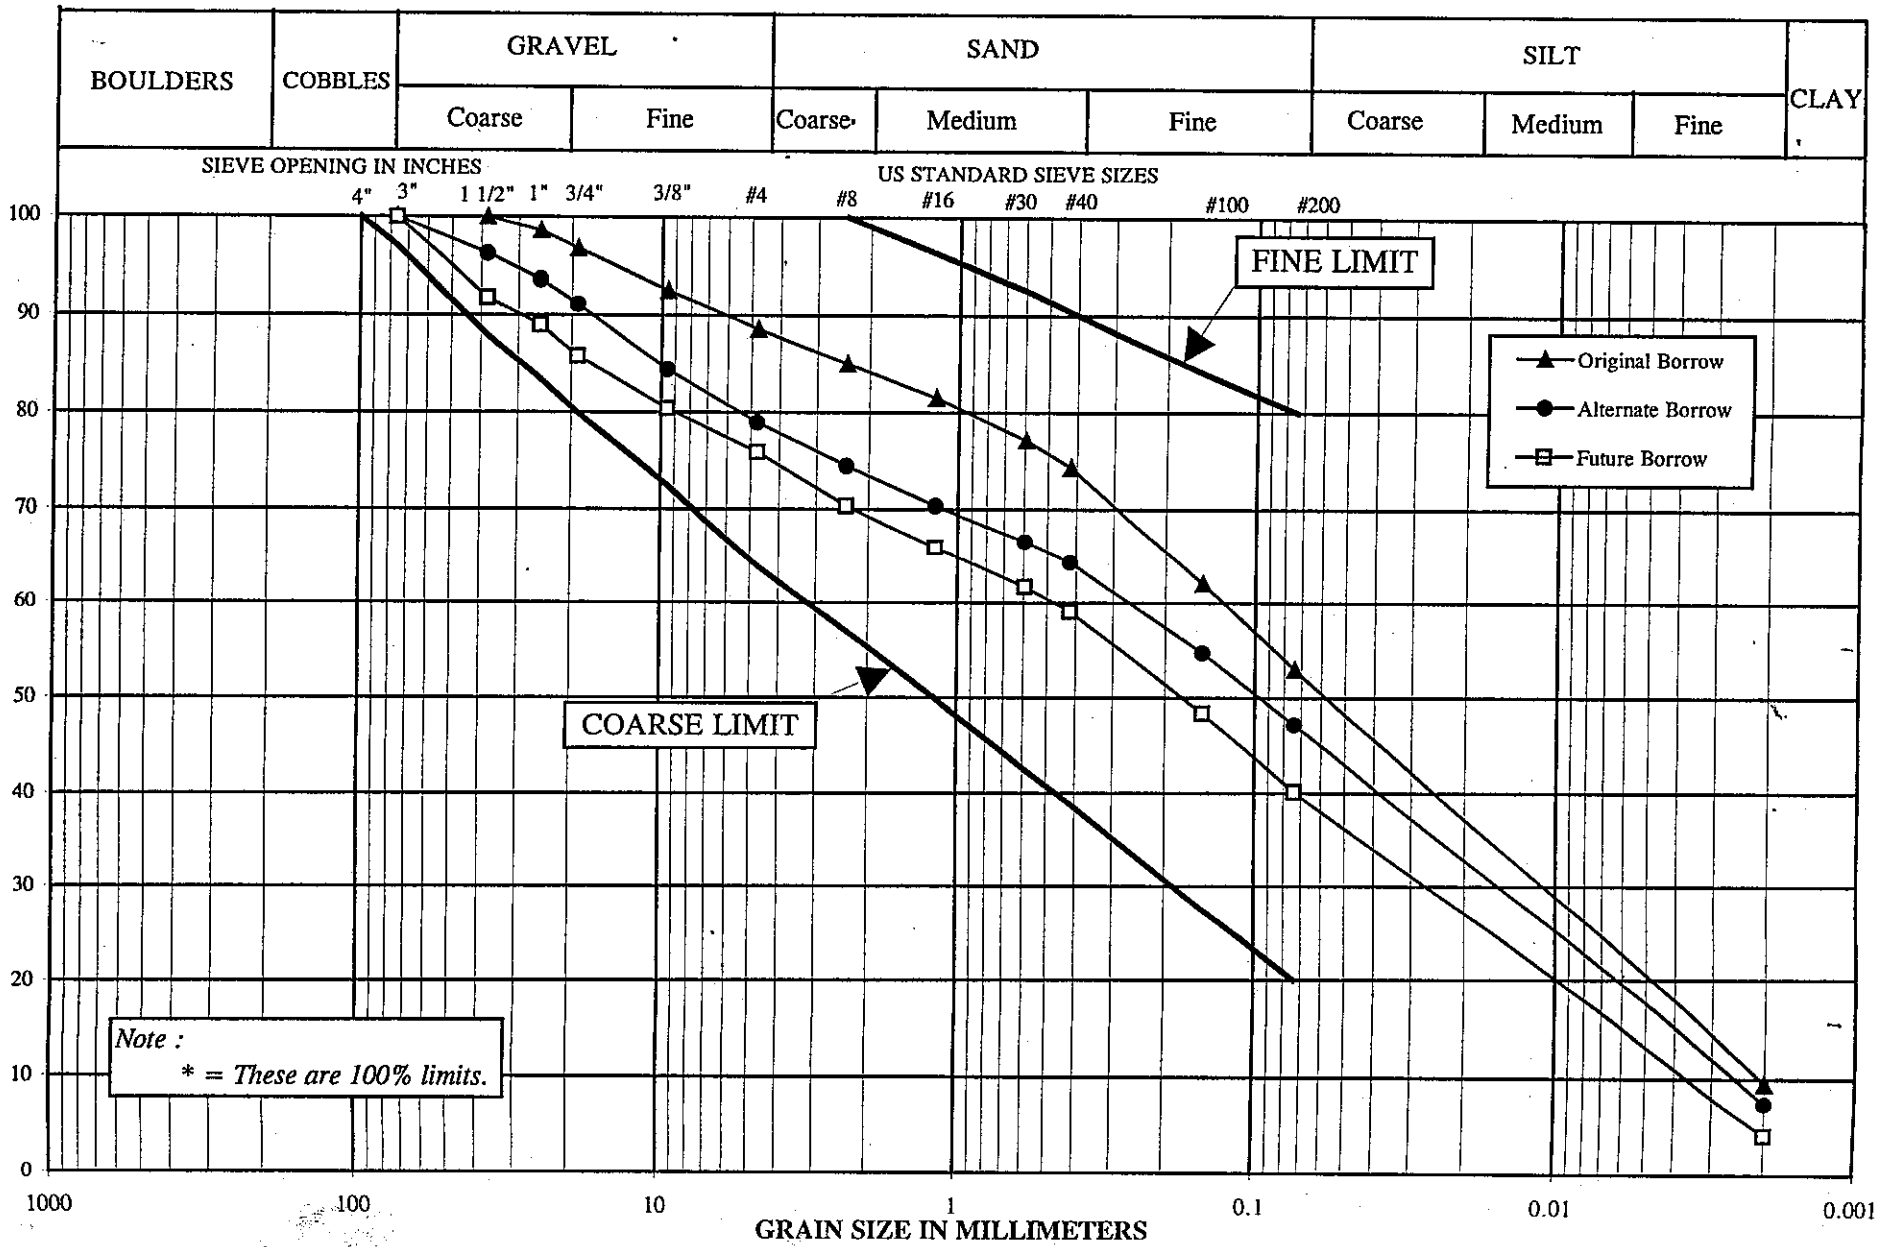 GRAVEL SAND SILT
BOULDERS COBBLES CLAY
Coarse Fine Coarse Medium Fine Coarse Medium Fine
SIEVE OPENING IN INCHES US STANDARD SIEVE SIZES
4" 3" 1 1/2" 1" 3/4" 3/8" #4 #8 #16 #30 #40 #100 #200
100
FINE LIMIT
90
Original Borrow
80
Alternate Borrow
Future Borrow
70
60
50
COARSE LIMIT
40
30
20
Note :
* = These are 100% limits.
10
0
1000 100 10 1 0.1 0.01 0.001
GRAIN SIZE IN MILLIMETERS